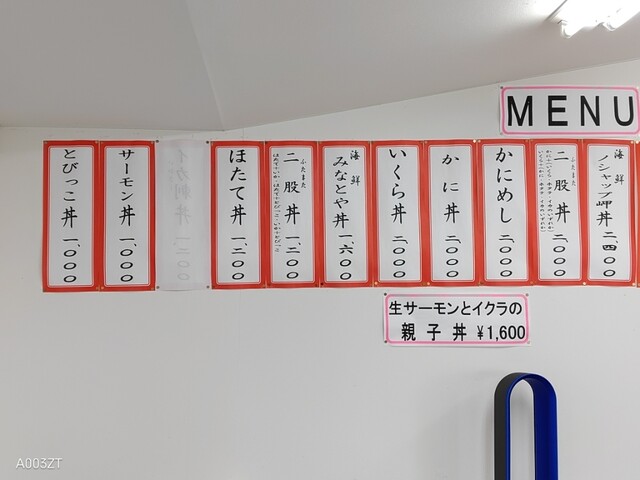 MENU
海鮮
ノシャップ岬丼 二、四〇〇
ふたまた
二股丼 二、〇〇〇
かにめし 二、〇〇〇
かに丼 二、〇〇〇
いくら丼 二、〇〇〇
海鮮
みなとや丼 一、六〇〇
ふたまた
二股丼 一、二〇〇
ほたて丼 一、二〇〇
サーモン丼 一、〇〇〇
とびっこ丼 一、〇〇〇
生サーモンとイクラの
親子丼 ¥1,600
A003ZT